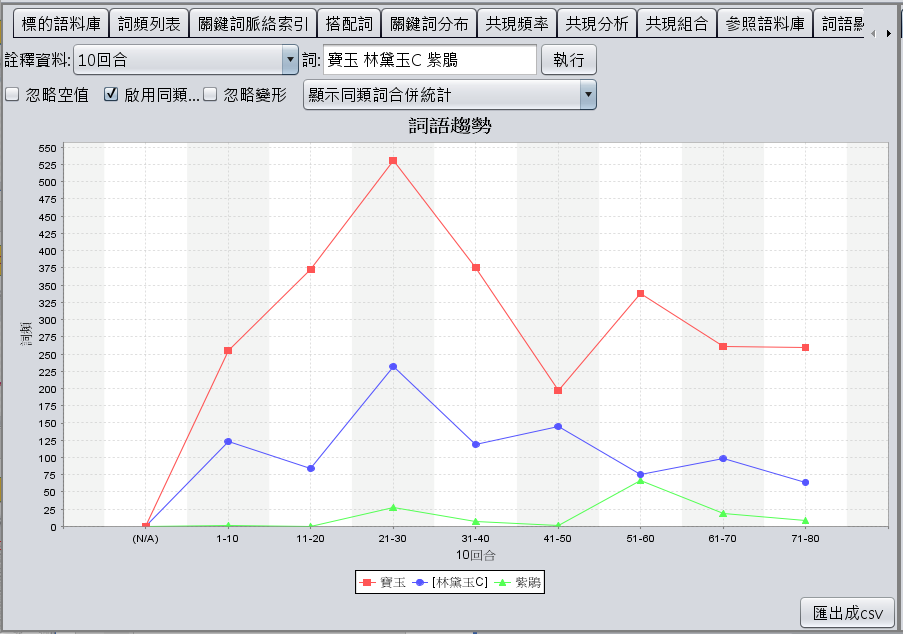 標的語料庫 詞頻列表 關鍵詞脈絡索引 搭配詞 關鍵詞分布 共現頻率 共現分析 共現組合 參照語料庫
詮釋資料: 10回合 詞: 寶玉 林黛玉C 紫鵑 執行
忽略空值 啟用同類... 忽略變形 顯示同類詞合併統計
詞語趨勢
550
525
500
475
450
425
400
375
350
325
300
275
250
225
200
175
150
125
100
75
50
25
0
詞頻
(N/A) 1-10 11-20 21-30 31-40 41-50 51-60 61-70 71-80
10回合
寶玉 [林黛玉C] 紫鵑
匯出成csv